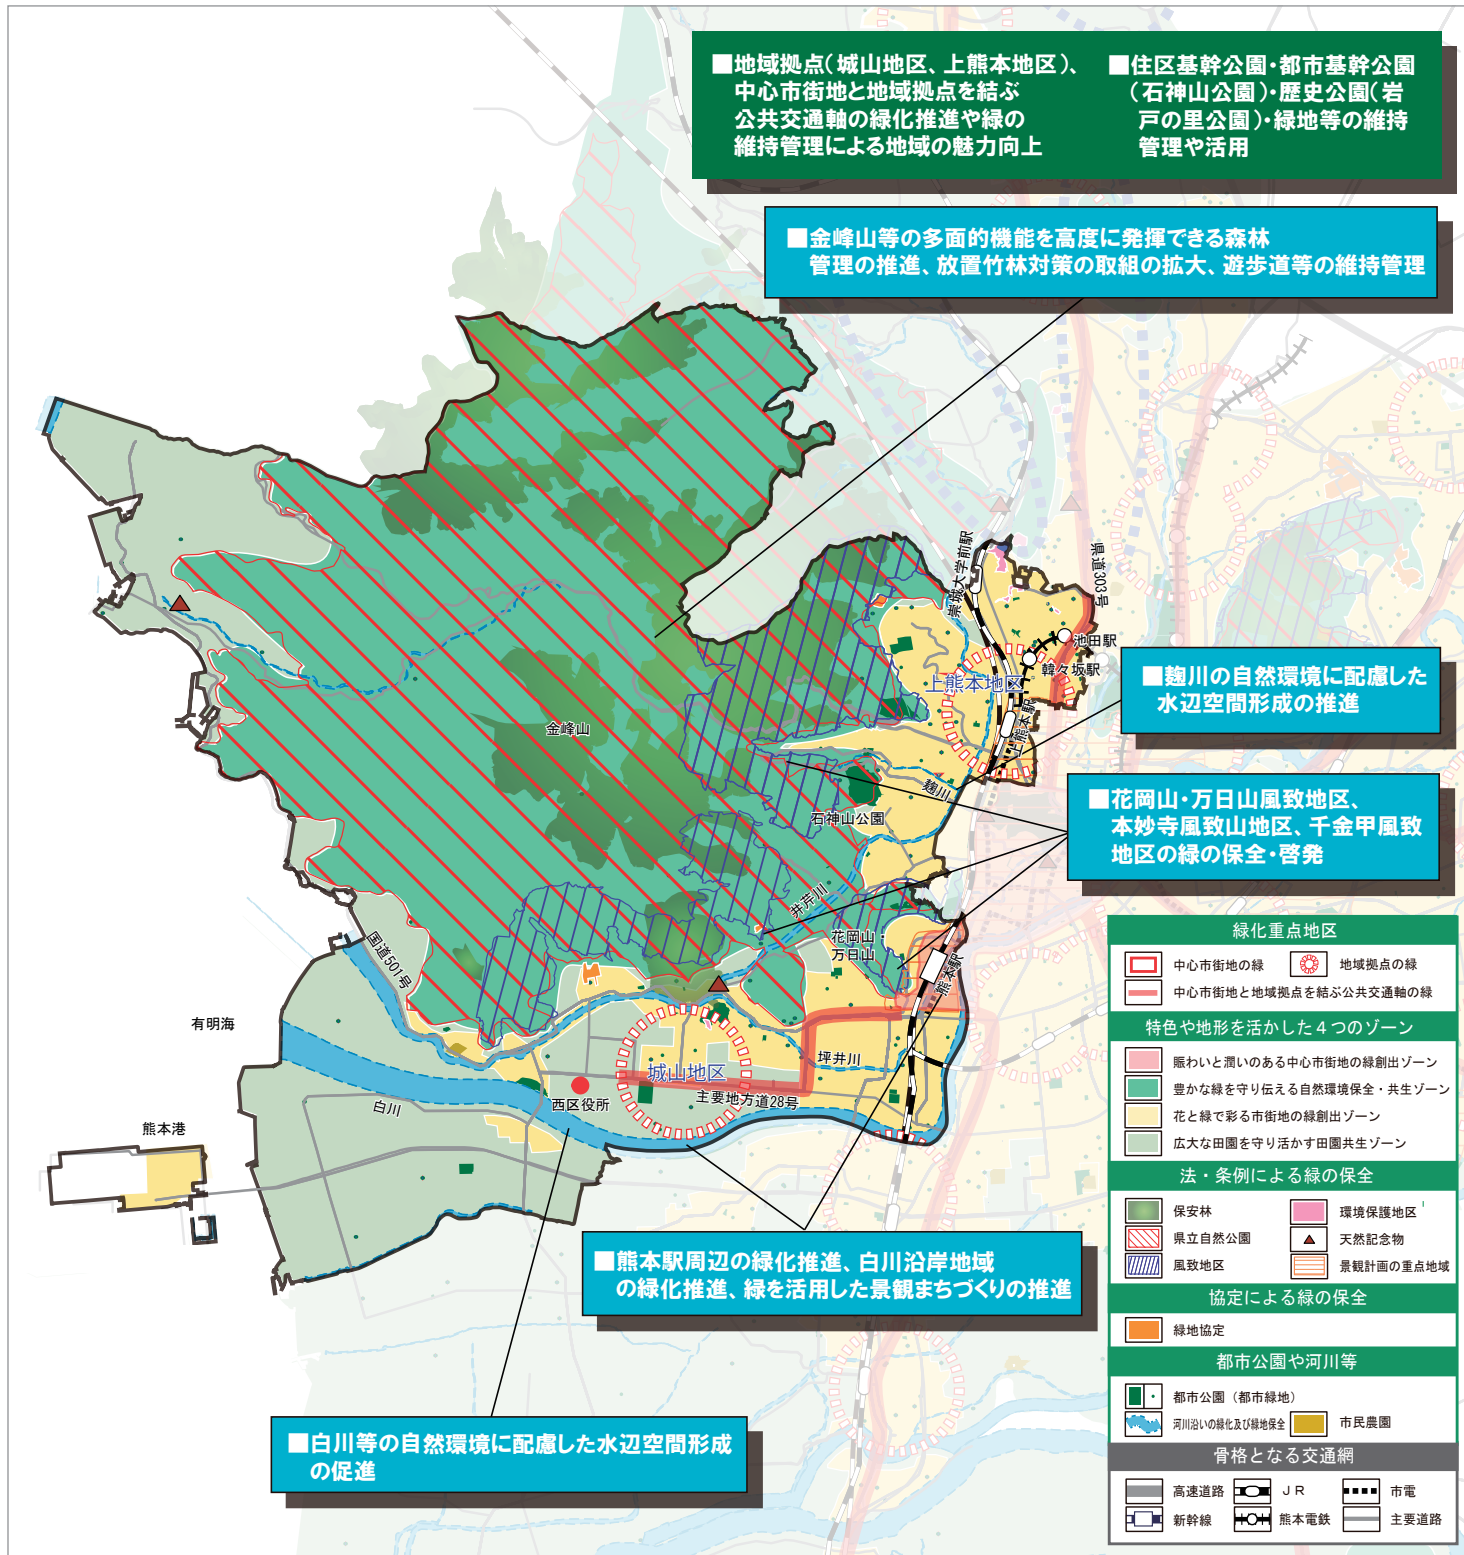 ■地域拠点(城山地区、上熊本地区)、
中心市街地と地域拠点を結ぶ
公共交通軸の緑化推進や緑の
維持管理による地域の魅力向上
■住区基幹公園・都市基幹公園
(石神山公園)・歴史公園(岩
戸の里公園)・緑地等の維持
管理や活用
■金峰山等の多面的機能を高度に発揮できる森林
管理の推進、放置竹林対策の取組の拡大、遊歩道等の維持管理
崇城大学前駅
県道303号
池田駅
韓々坂駅
上熊本地区
上熊本駅
■麹川の自然環境に配慮した
水辺空間形成の推進
金峰山
麹川
石神山公園
■花岡山・万日山風致地区、
本妙寺風致山地区、千金甲風致
地区の緑の保全・啓発
井芹川
花岡山・
万日山
熊本駅
国道501号
有明海
坪井川
城山地区
主要地方道28号
西区役所
白川
熊本港
■熊本駅周辺の緑化推進、白川沿岸地域
の緑化推進、緑を活用した景観まちづくりの推進
■白川等の自然環境に配慮した水辺空間形成
の促進
緑化重点地区
中心市街地の緑
地域拠点の緑
中心市街地と地域拠点を結ぶ公共交通軸の緑
特色や地形を活かした4つのゾーン
賑わいと潤いのある中心市街地の緑創出ゾーン
豊かな緑を守り伝える自然環境保全・共生ゾーン
花と緑で彩る市街地の緑創出ゾーン
広大な田園を守り活かす田園共生ゾーン
法・条例による緑の保全
保安林
環境保護地区
県立自然公園
天然記念物
風致地区
景観計画の重点地域
協定による緑の保全
緑地協定
都市公園や河川等
都市公園(都市緑地)
河川沿いの緑化及び緑地保全
市民農園
骨格となる交通網
高速道路
JR
市電
新幹線
熊本電鉄
主要道路